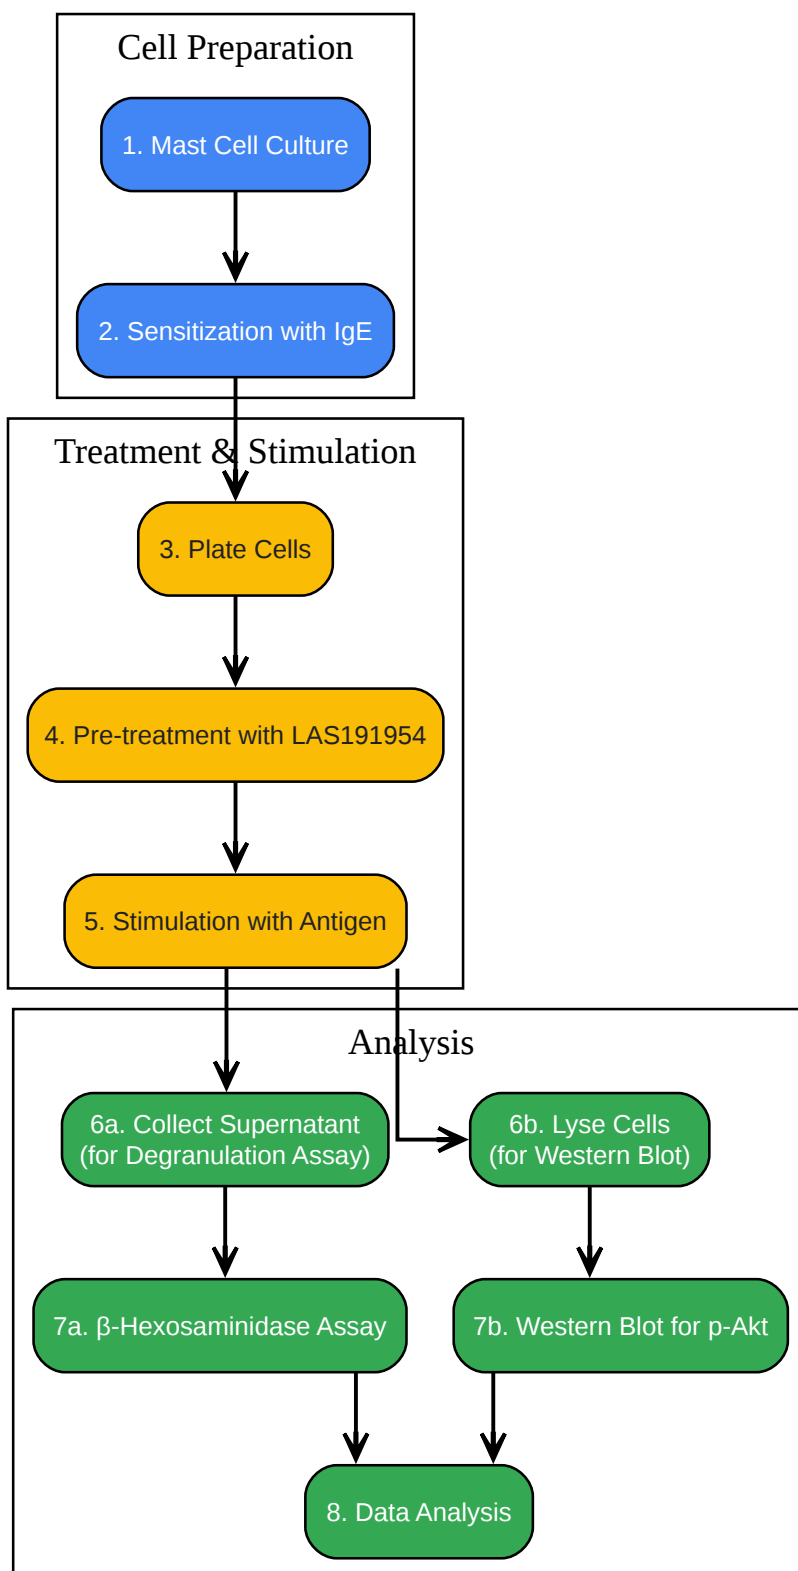 Cell Preparation
1. Mast Cell Culture
2. Sensitization with IgE
Treatment & Stimulation
3. Plate Cells
4. Pre-treatment with LAS191954
5. Stimulation with Antigen
Analysis
6a. Collect Supernatant
(for Degranulation Assay)
6b. Lyse Cells
(for Western Blot)
7a. β-Hexosaminidase Assay
7b. Western Blot for p-Akt
8. Data Analysis